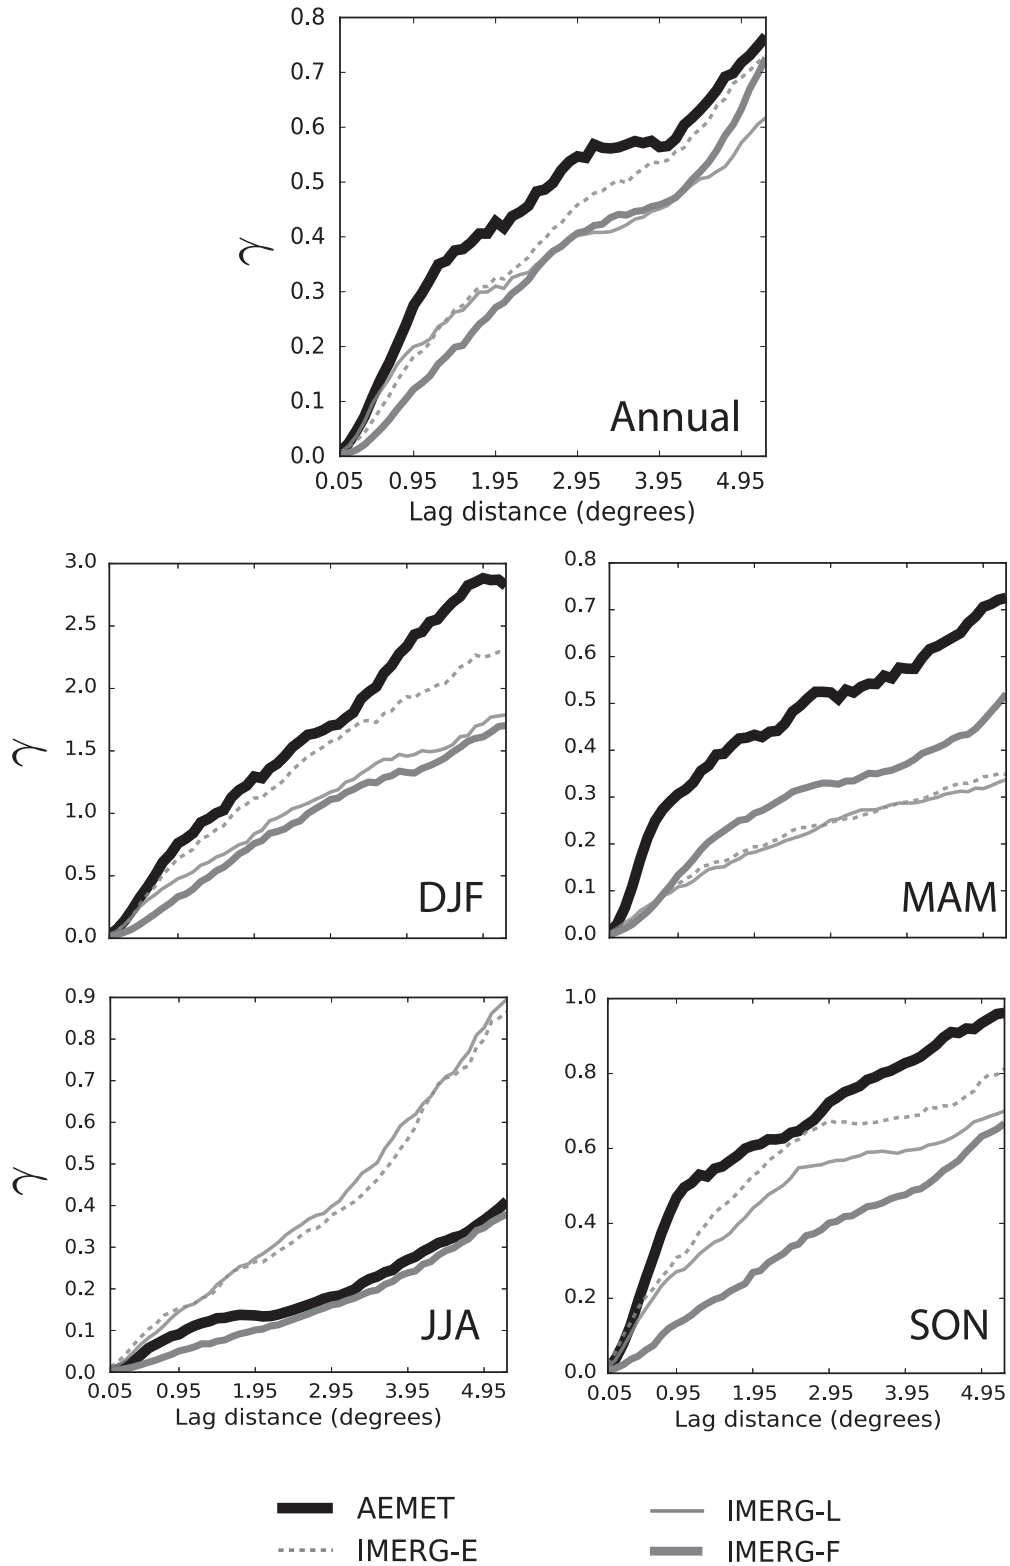 0.8
0.7
0.6
0.5
0.4
0.3
0.2
0.1
0.0
γ
Annual
0.05 0.95 1.95 2.95 3.95 4.95
Lag distance (degrees)
3.0
2.5
2.0
1.5
1.0
0.5
0.0
γ
DJF
0.8
0.7
0.6
0.5
0.4
0.3
0.2
0.1
0.0
MAM
0.9
0.8
0.7
0.6
0.5
0.4
0.3
0.2
0.1
0.0
γ
JJA
0.05 0.95 1.95 2.95 3.95 4.95
Lag distance (degrees)
1.0
0.8
0.6
0.4
0.2
0.0
SON
0.05 0.95 1.95 2.95 3.95 4.95
Lag distance (degrees)
AEMET
IMERG-E
IMERG-L
IMERG-F